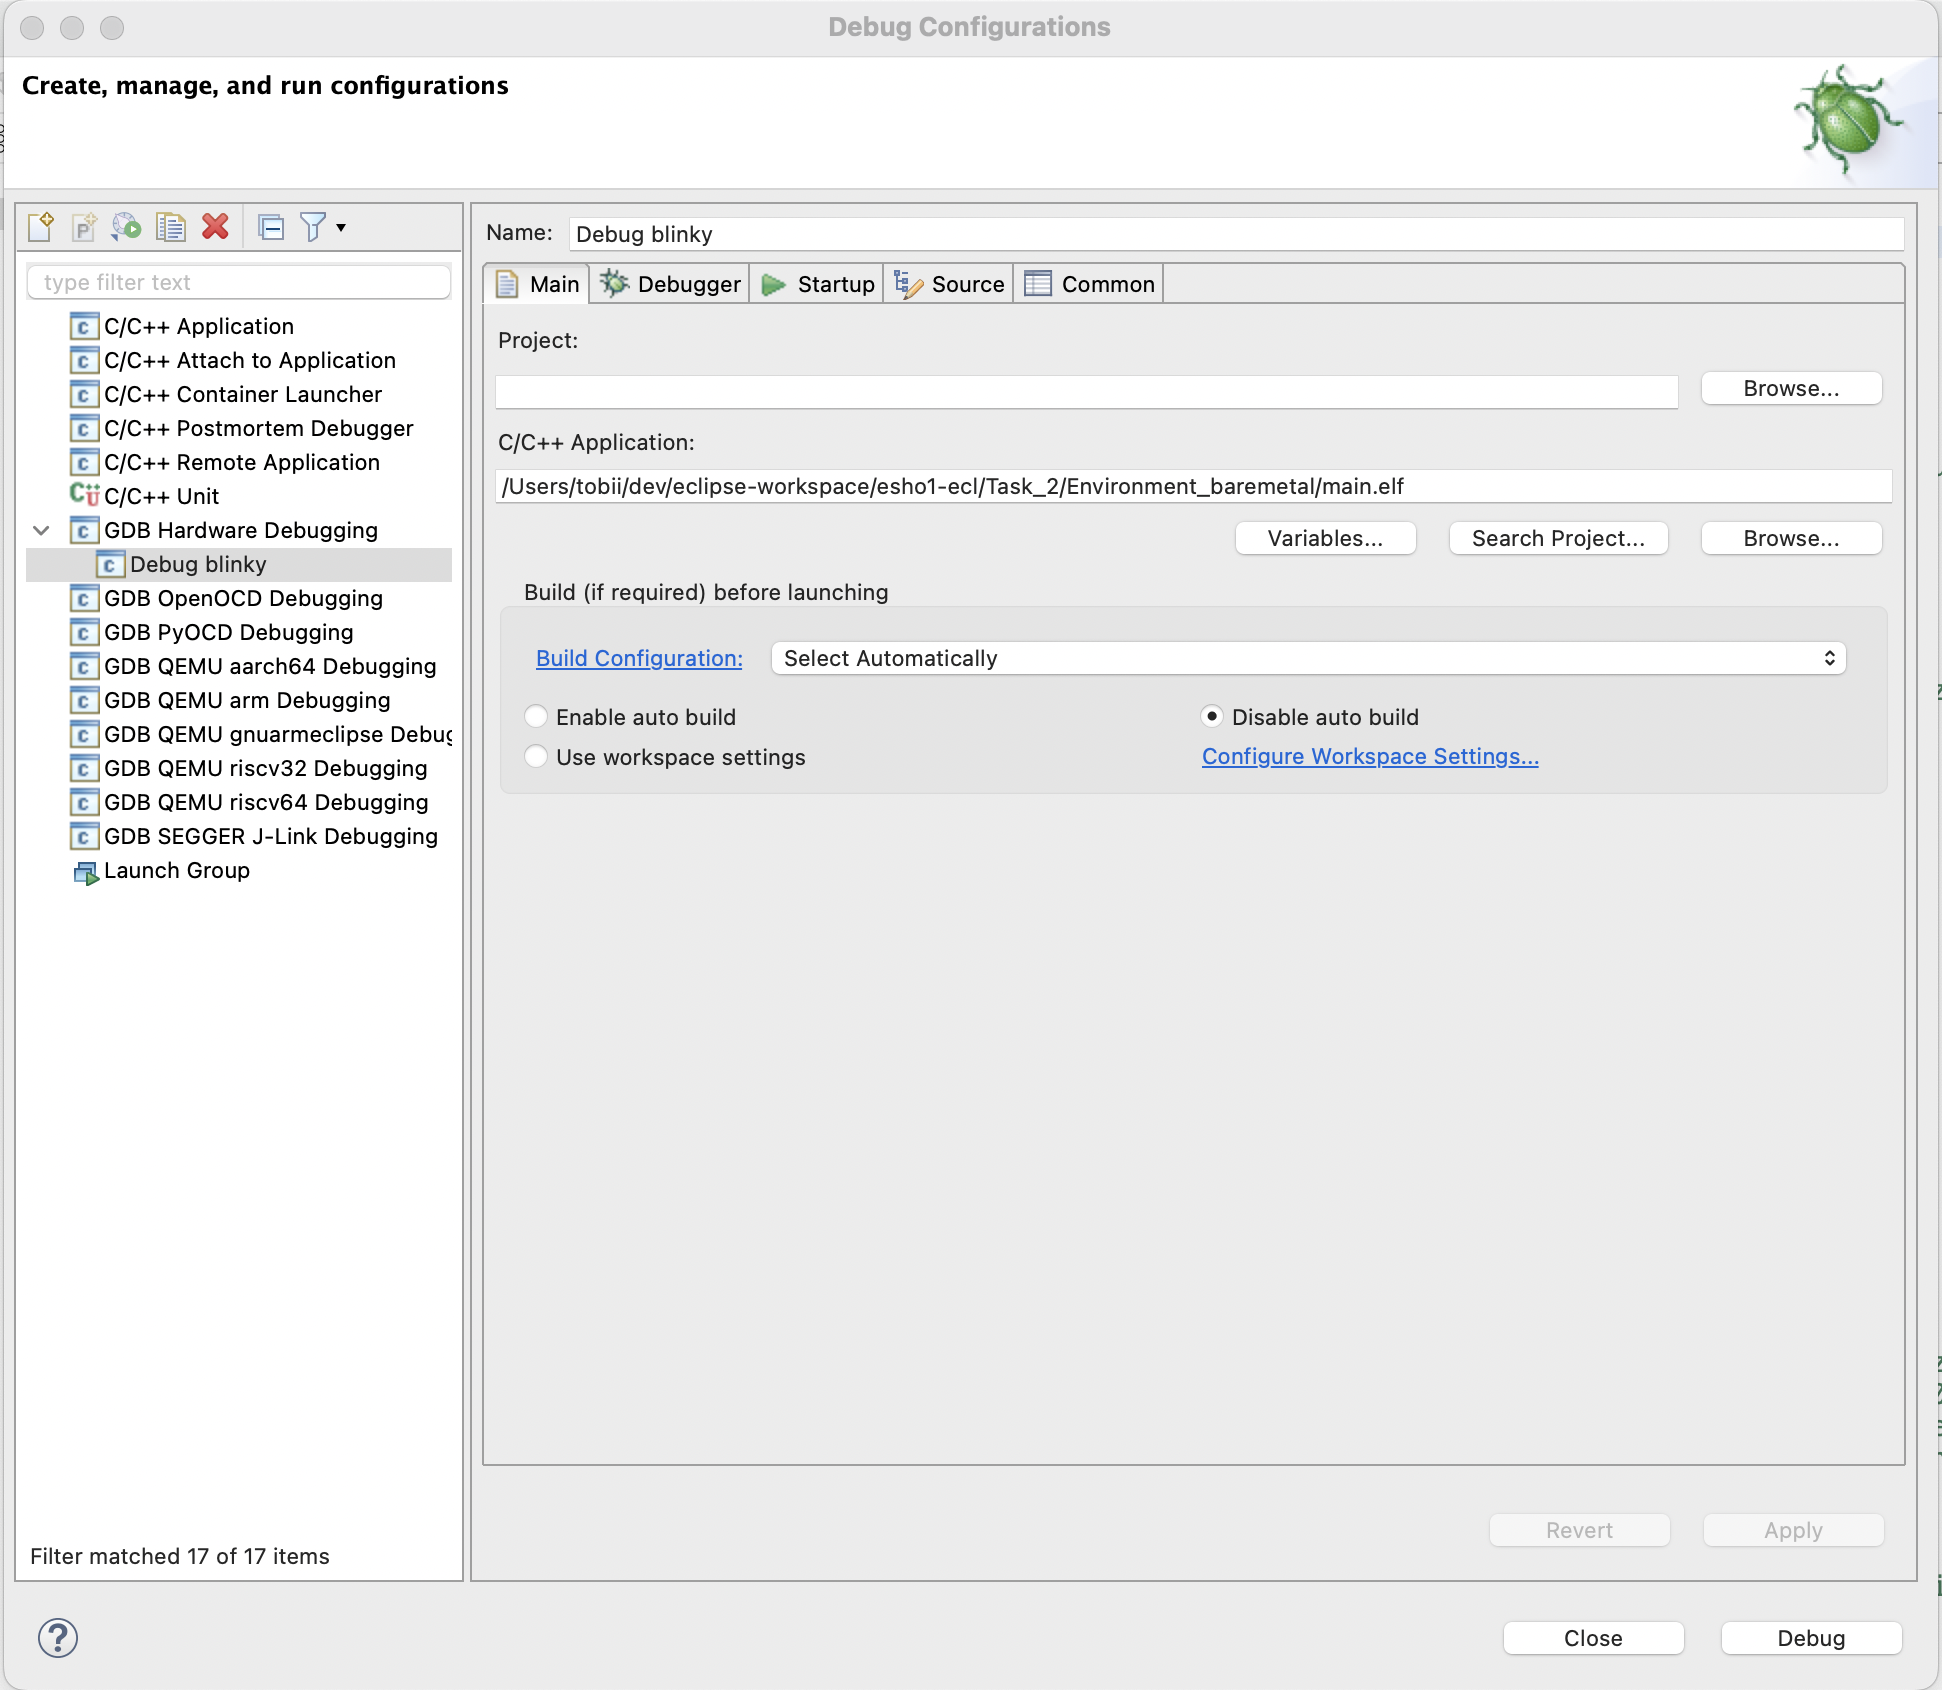 Debug Configurations
Create, manage, and run configurations
type filter text
C/C++ Application
C/C++ Attach to Application
C/C++ Container Launcher
C/C++ Postmortem Debugger
C/C++ Remote Application
C/C++ Unit
GDB Hardware Debugging
Debug blinky
GDB OpenOCD Debugging
GDB PyOCD Debugging
GDB QEMU aarch64 Debugging
GDB QEMU arm Debugging
GDB QEMU gnuarmeclipse Debug
GDB QEMU riscv32 Debugging
GDB QEMU riscv64 Debugging
GDB SEGGER J-Link Debugging
Launch Group
Filter matched 17 of 17 items
Name: Debug blinky
Main Debugger Startup Source Common
Project:
Browse...
C/C++ Application:
/Users/tobii/dev/eclipse-workspace/esho1-ecl/Task_2/Environment_baremetal/main.elf
Variables... Search Project... Browse...
Build (if required) before launching
Build Configuration: Select Automatically
Enable auto build Disable auto build
Use workspace settings Configure Workspace Settings...
Revert Apply
Close Debug